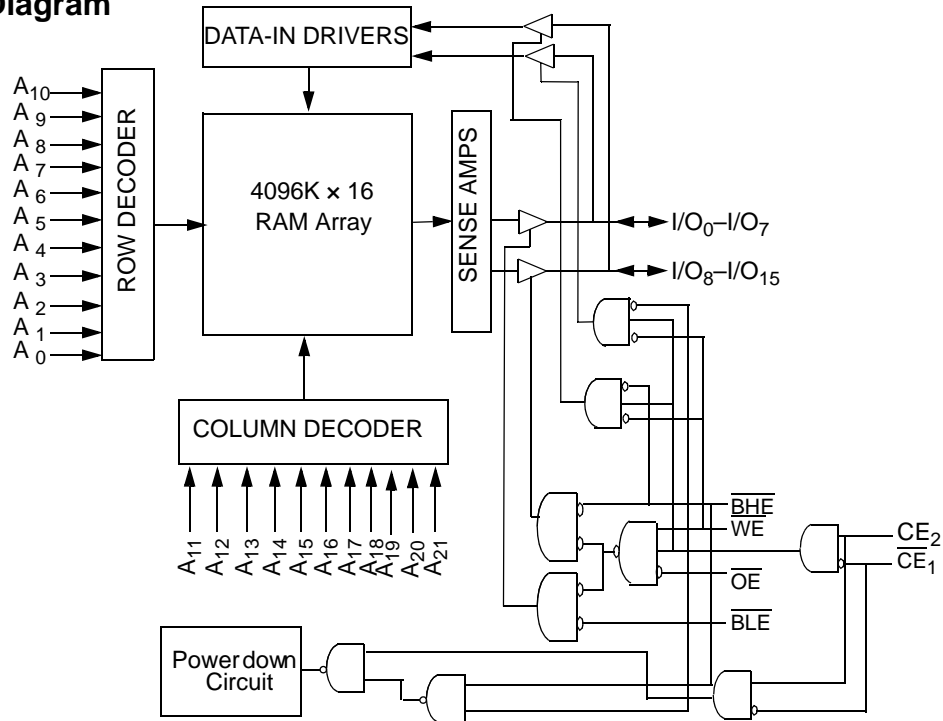 Diagram
DATA-IN DRIVERS
A10
A9
A8
A7
A6
A5
A4
A3
A2
A1
A0
ROW DECODER
4096K × 16
RAM Array
SENSE AMPS
I/O0–I/O7
I/O8–I/O15
COLUMN DECODER
A11
A12
A13
A14
A15
A16
A17
A18
A19
A20
A21
BHE
WE
OE
BLE
CE2
CE1
Powerdown
Circuit